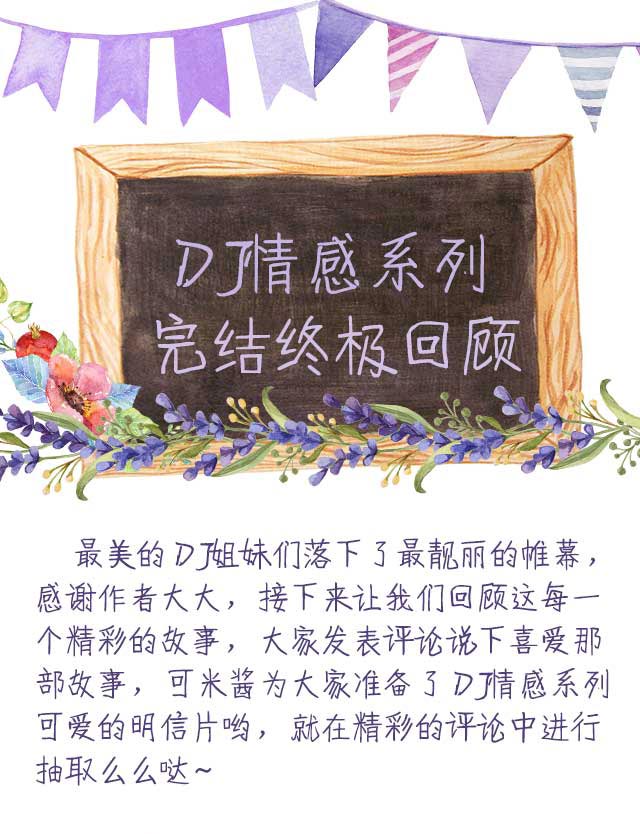 DJ情感系列
完结终极回顾
最美的DJ姐妹们落下了最靓丽的帷幕，
感谢作者大大，接下来让我们回顾这每一
个精彩的故事，大家发表评论说下喜爱那
部故事，可米酱为大家准备了DJ情感系列
可爱的明信片哟，就在精彩的评论中进行
抽取么么哒~